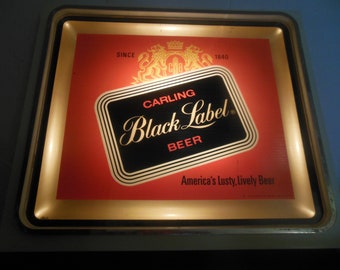 SINCE 1840
CARLING
Black Label
BEER
America's Lusty, Lively Beer